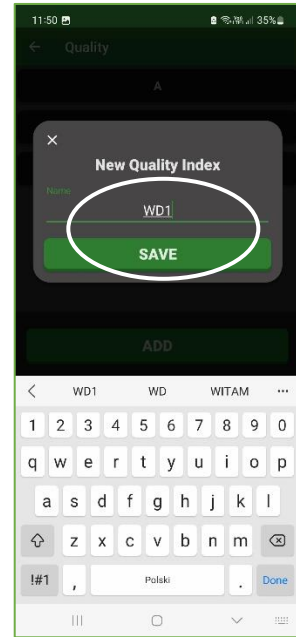 11:50 35%
Quality
A
New Quality Index
Name
WD1
SAVE
ADD
WD1 WD WITAM ...
1 2 3 4 5 6 7 8 9 0
q w e r t y u i o p
a s d f g h j k l
z x c v b n m
!#1 , Polski . Done